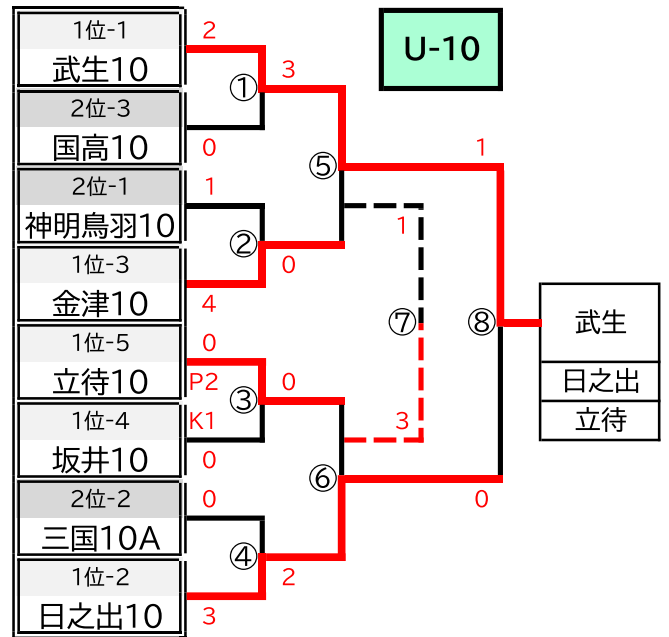 U-10
1位-1
武生10
2位-3
国高10
2位-1
神明鳥羽10
1位-3
金津10
1位-5
立待10
1位-4
坂井10
2位-2
三国10A
1位-2
日之出10
2
①
0
1
②
4
0
P2
③
K1
0
0
④
3
3
⑤
0
0
⑥
2
1
⑦
3
1
⑧
0
武生
日之出
立待